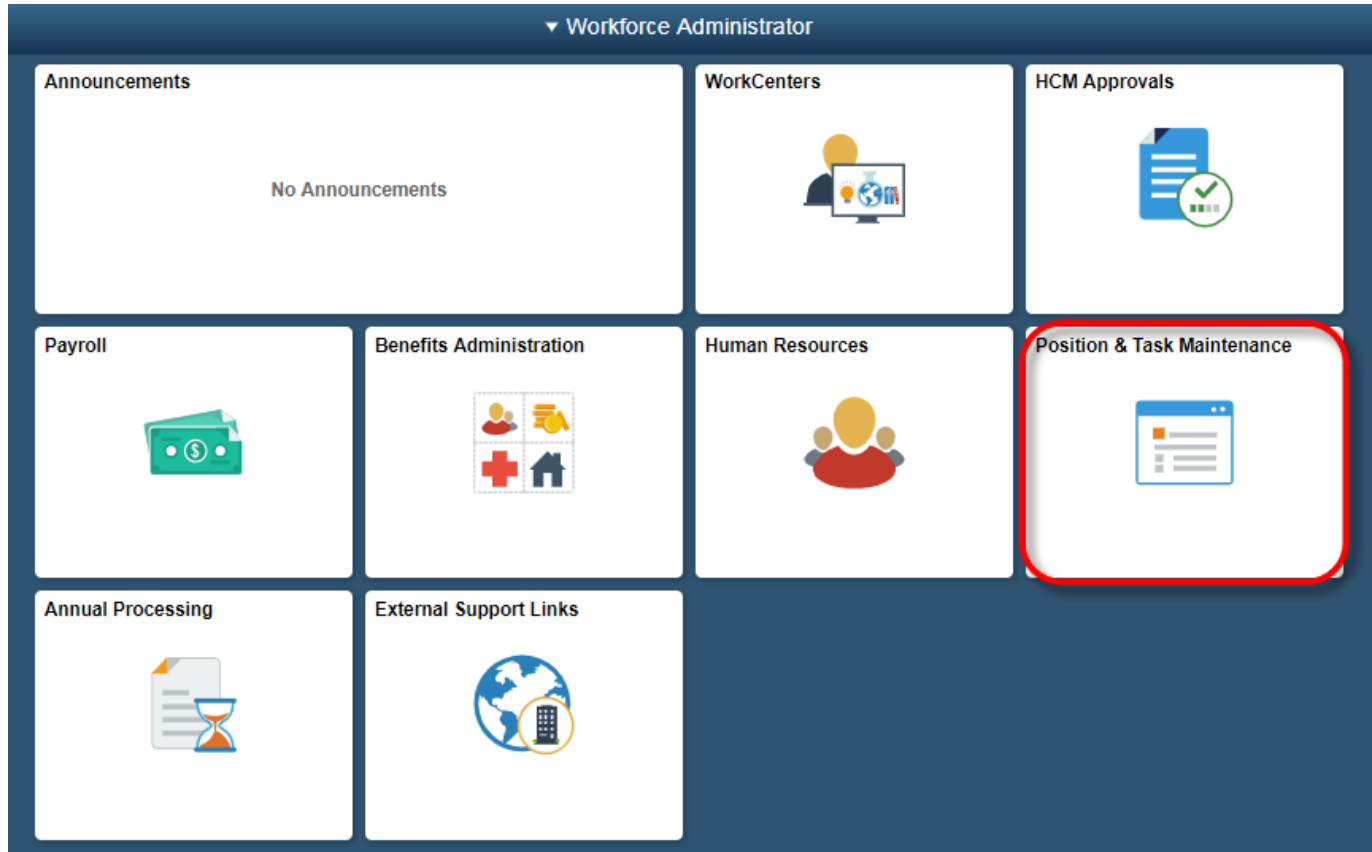 Workforce Administrator
Announcements
No Announcements
WorkCenters
HCM Approvals
Payroll
Benefits Administration
Human Resources
Position & Task Maintenance
Annual Processing
External Support Links